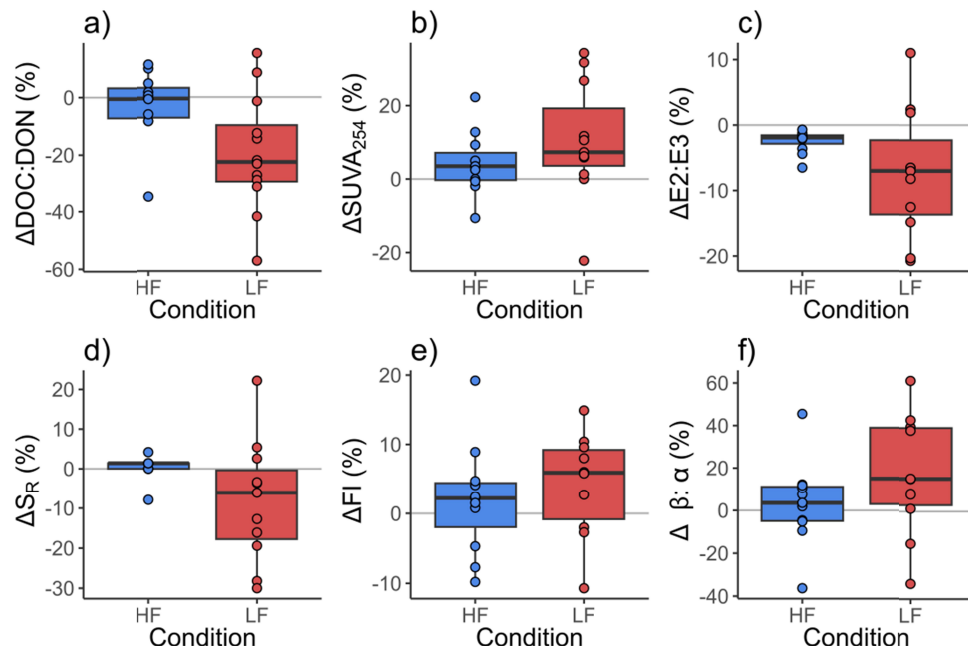 a)
ΔDOC:DON (%)
0
-20
-40
-60
HF
LF
Condition
b)
ΔSUVA254 (%)
20
0
-20
HF
LF
Condition
c)
ΔE2:E3 (%)
10
0
-10
-20
HF
LF
Condition
d)
ΔSR (%)
20
10
0
-10
-20
-30
HF
LF
Condition
e)
ΔFI (%)
20
10
0
-10
HF
LF
Condition
f)
Δ β: α (%)
60
40
20
0
-20
-40
HF
LF
Condition